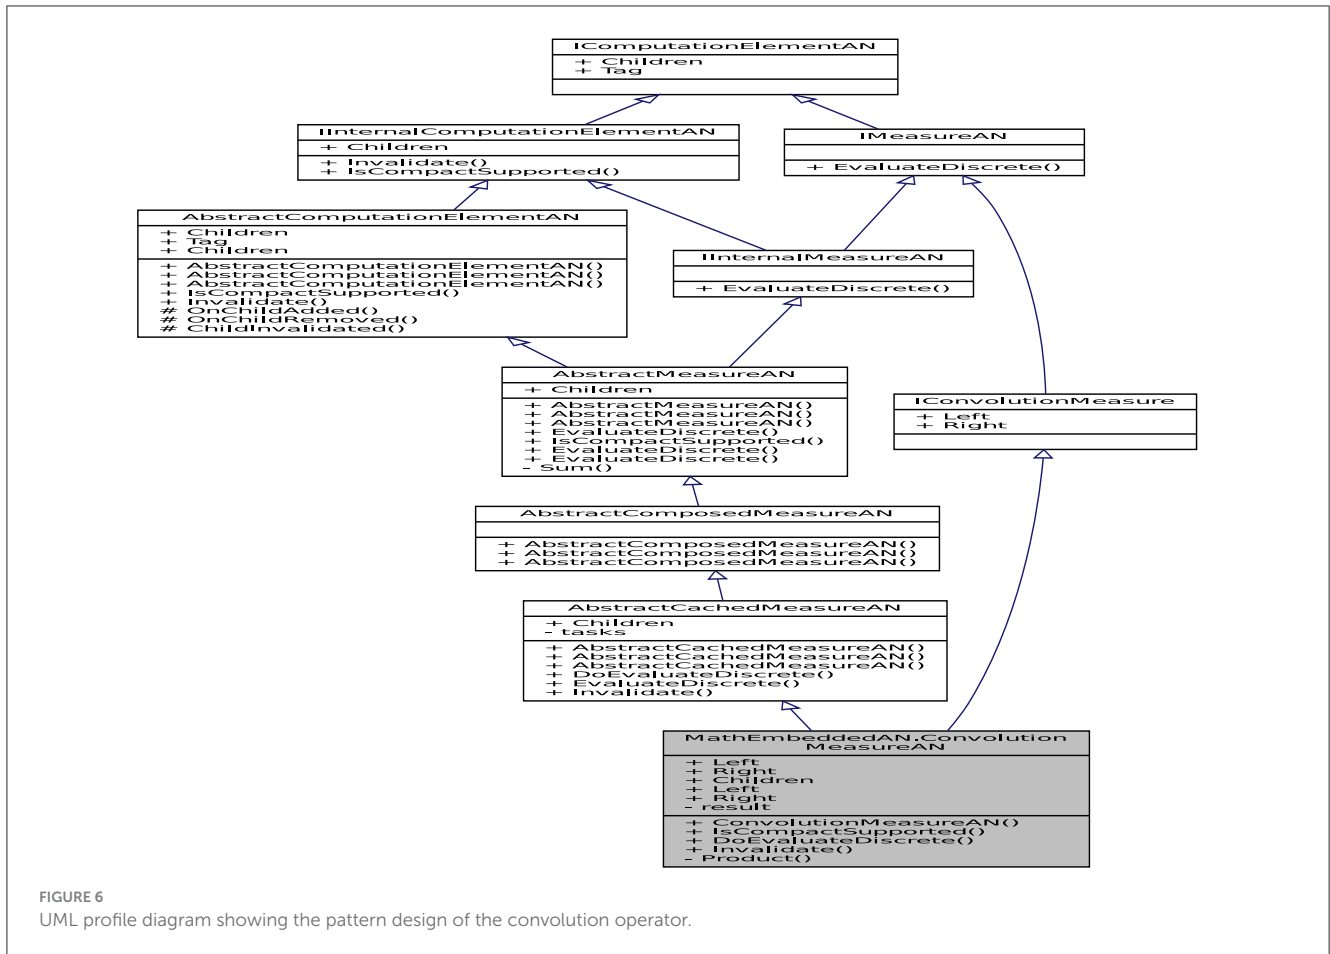 IComputationElementAN
+ Children
+ Tag
IInternalComputationElementAN
+ Children
+ Invalidate()
+ IsCompactSupported()
IMeasureAN
+ EvaluateDiscrete()
AbstractComputationElementAN
+ Children
+ Tag
+ Children
+ AbstractComputationElementAN()
+ AbstractComputationElementAN()
+ AbstractComputationElementAN()
+ IsCompactSupported()
+ Invalidate()
# OnChildAdded()
# OnChildRemoved()
# ChildInvalidated()
IInternalMeasureAN
+ EvaluateDiscrete()
AbstractMeasureAN
+ Children
+ AbstractMeasureAN()
+ AbstractMeasureAN()
+ AbstractMeasureAN()
+ EvaluateDiscrete()
+ IsCompactSupported()
+ EvaluateDiscrete()
+ EvaluateDiscrete()
- Sum()
IConvolutionMeasure
+ Left
+ Right
AbstractComposedMeasureAN
+ AbstractComposedMeasureAN()
+ AbstractComposedMeasureAN()
+ AbstractComposedMeasureAN()
AbstractCachedMeasureAN
+ Children
- tasks
+ AbstractCachedMeasureAN()
+ AbstractCachedMeasureAN()
+ AbstractCachedMeasureAN()
+ DoEvaluateDiscrete()
+ EvaluateDiscrete()
+ Invalidate()
MathEmbeddedAN.Convolution
MeasureAN
+ Left
+ Right
+ Children
+ Left
+ Right
- result
+ ConvolutionMeasureAN()
+ IsCompactSupported()
+ DoEvaluateDiscrete()
+ Invalidate()
- Product()
FIGURE 6
UML profile diagram showing the pattern design of the convolution operator.